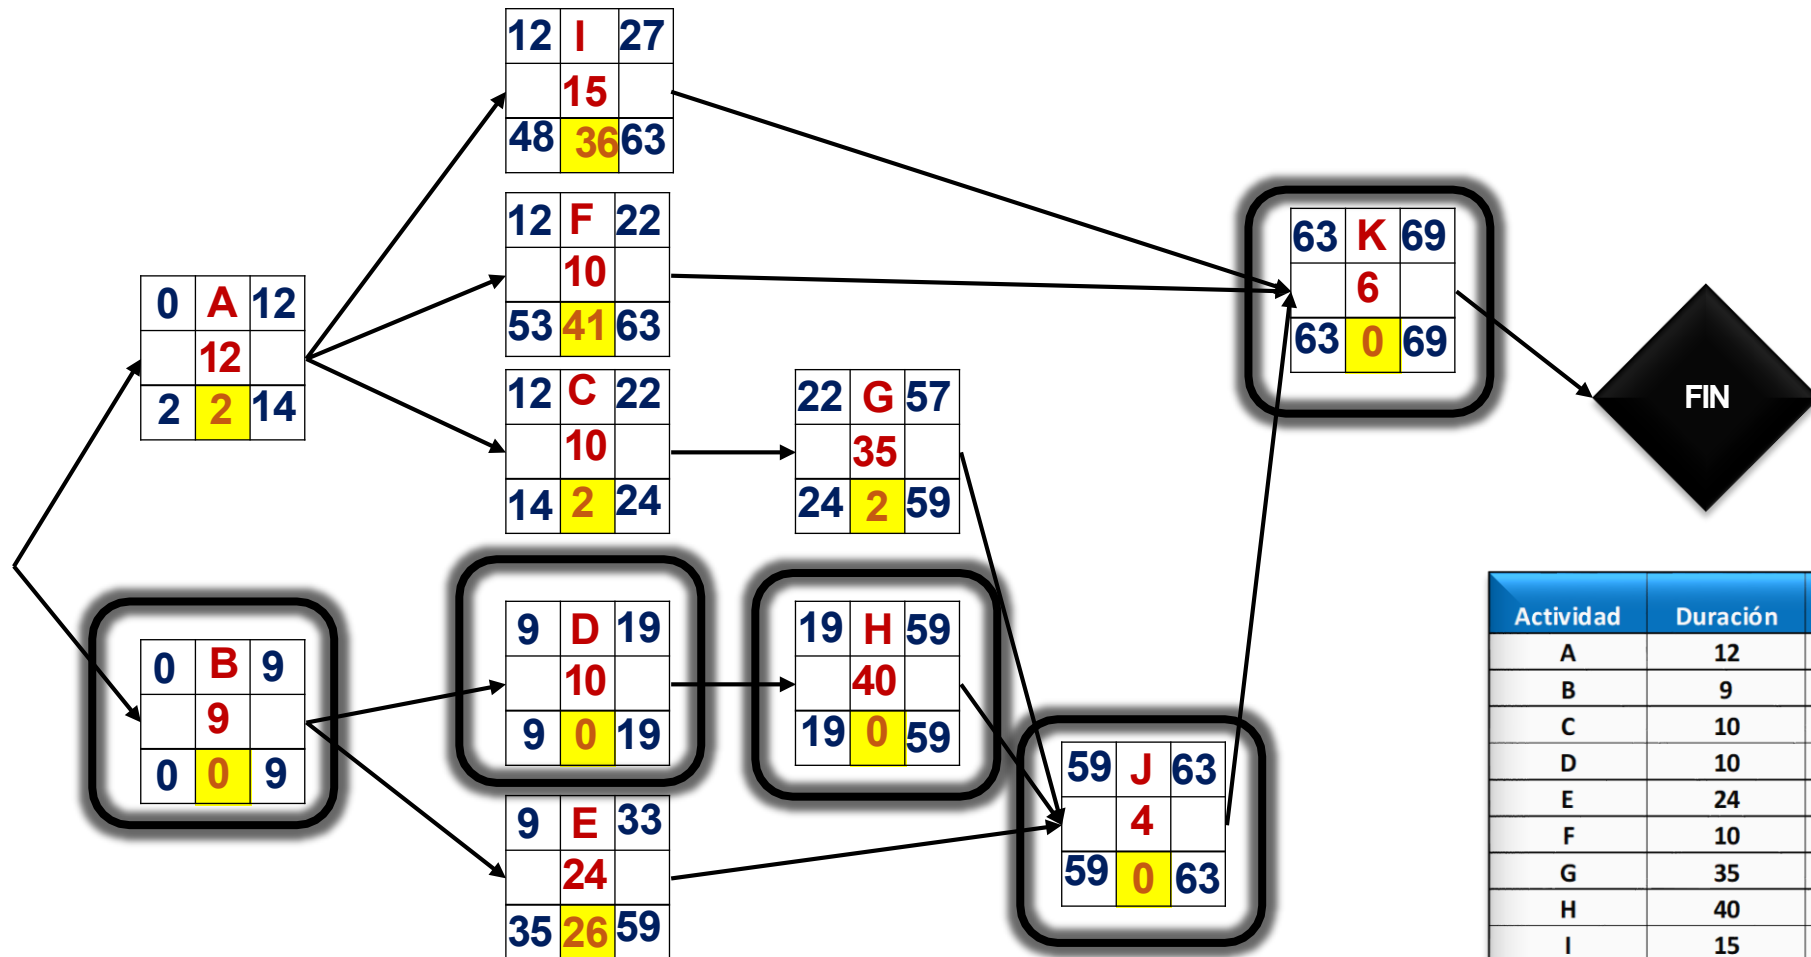 12 I 27
15
48 36 63
12 F 22
10
53 41 63
0 A 12
12
2 2 14
12 C 22
10
14 2 24
22 G 57
35
24 2 59
63 K 69
6
63 0 69
FIN
0 B 9
9
0 0 9
9 D 19
10
9 0 19
19 H 59
40
19 0 59
9 E 33
24
35 26 59
59 J 63
4
59 0 63
Actividad Duración
A 12
B 9
C 10
D 10
E 24
F 10
G 35
H 40
I 15